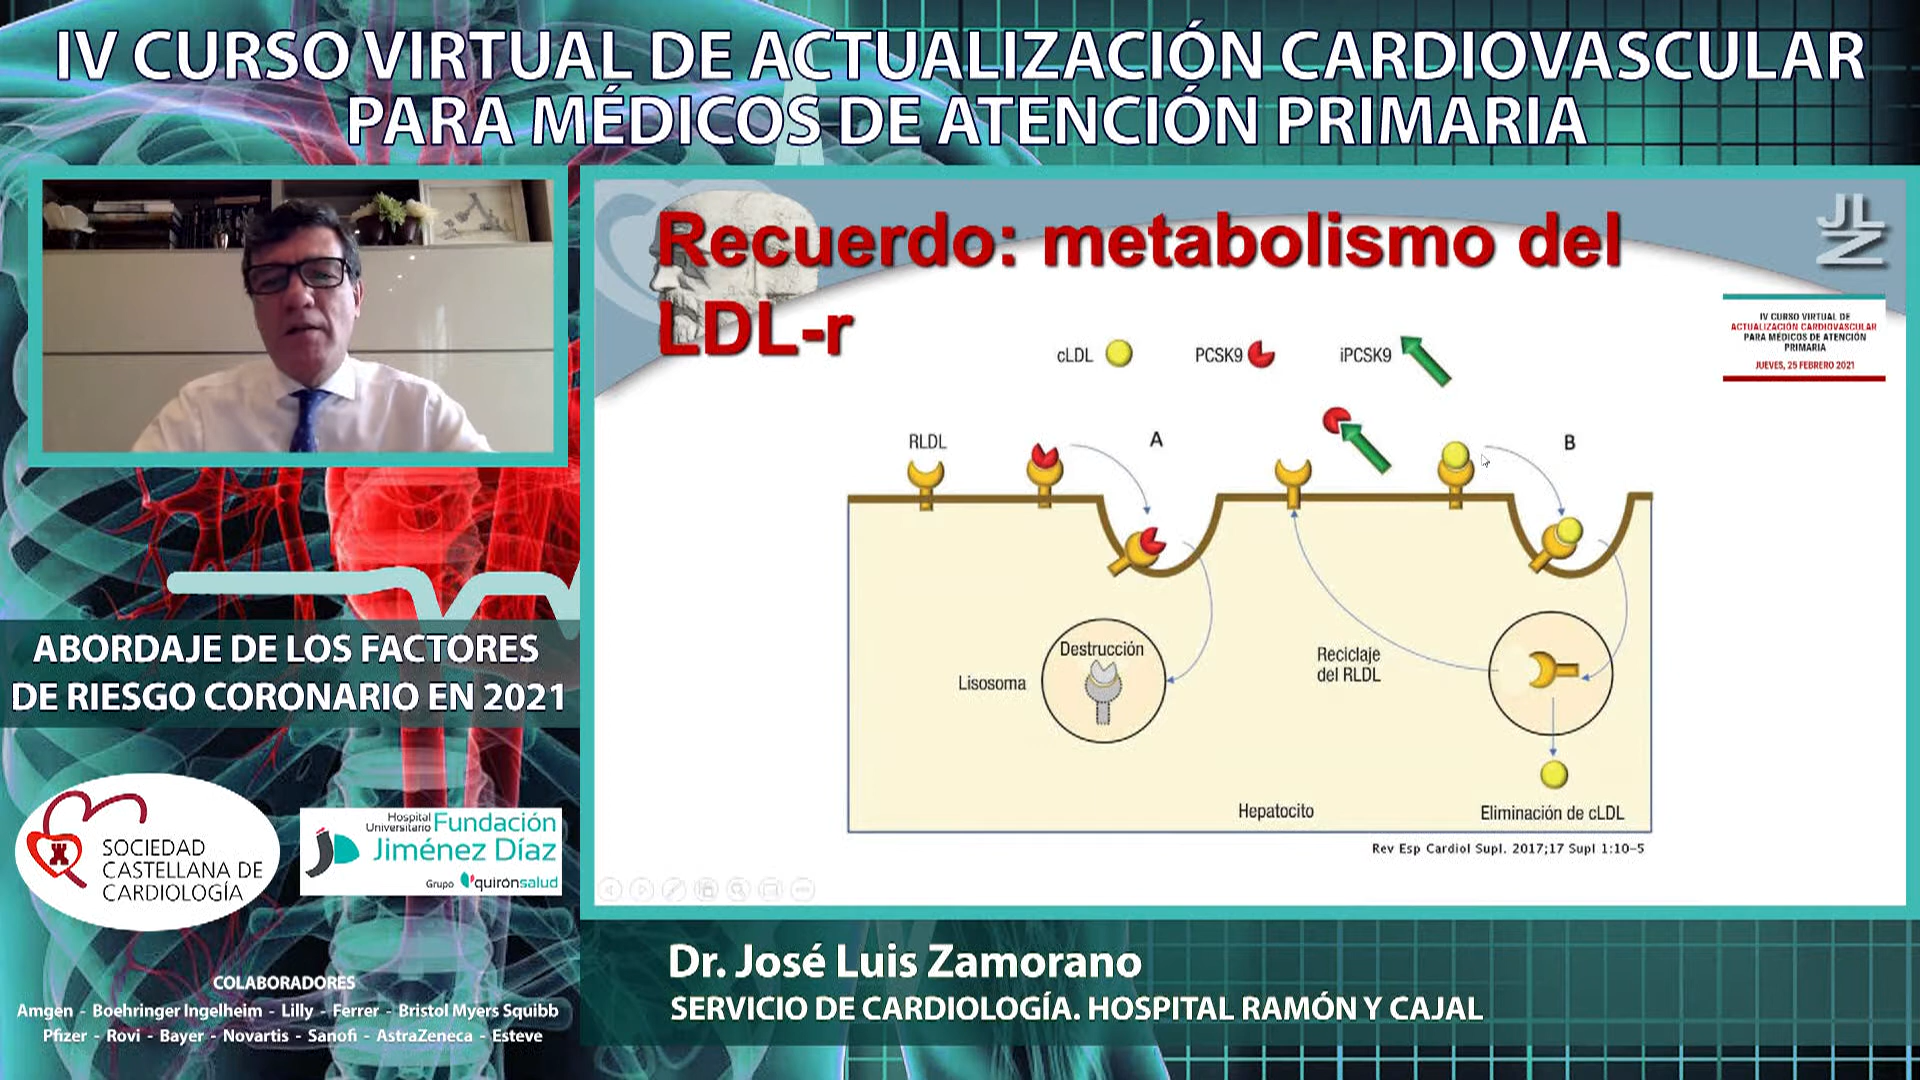 IV CURSO VIRTUAL DE ACTUALIZACIÓN CARDIOVASCULAR
PARA MÉDICOS DE ATENCIÓN PRIMARIA
Recuerdo: metabolismo del
LDL-r
JL
Z
IV CURSO VIRTUAL DE
ACTUALIZACIÓN CARDIOVASCULAR
PARA MÉDICOS DE ATENCIÓN
PRIMARIA
JUEVES, 25 FEBRERO 2021
cLDL
PCSK9
iPCSK9
RLDL
A
B
Destrucción
Lisosoma
Reciclaje
del RLDL
Hepatocito
Eliminación de cLDL
Rev Esp Cardiol Supl. 2017;17 Supl 1:10-5
ABORDAJE DE LOS FACTORES
DE RIESGO CORONARIO EN 2021
SOCIEDAD
CASTELLANA DE
CARDIOLOGÍA
Hospital
Universitario Fundación
Jiménez Díaz
Grupo quirónsalud
COLABORADORES
Amgen - Boehringer Ingelheim - Lilly - Ferrer - Bristol Myers Squibb
Pfizer - Rovi - Bayer - Novartis - Sanofi - AstraZeneca - Esteve
Dr. José Luis Zamorano
SERVICIO DE CARDIOLOGÍA. HOSPITAL RAMÓN Y CAJAL